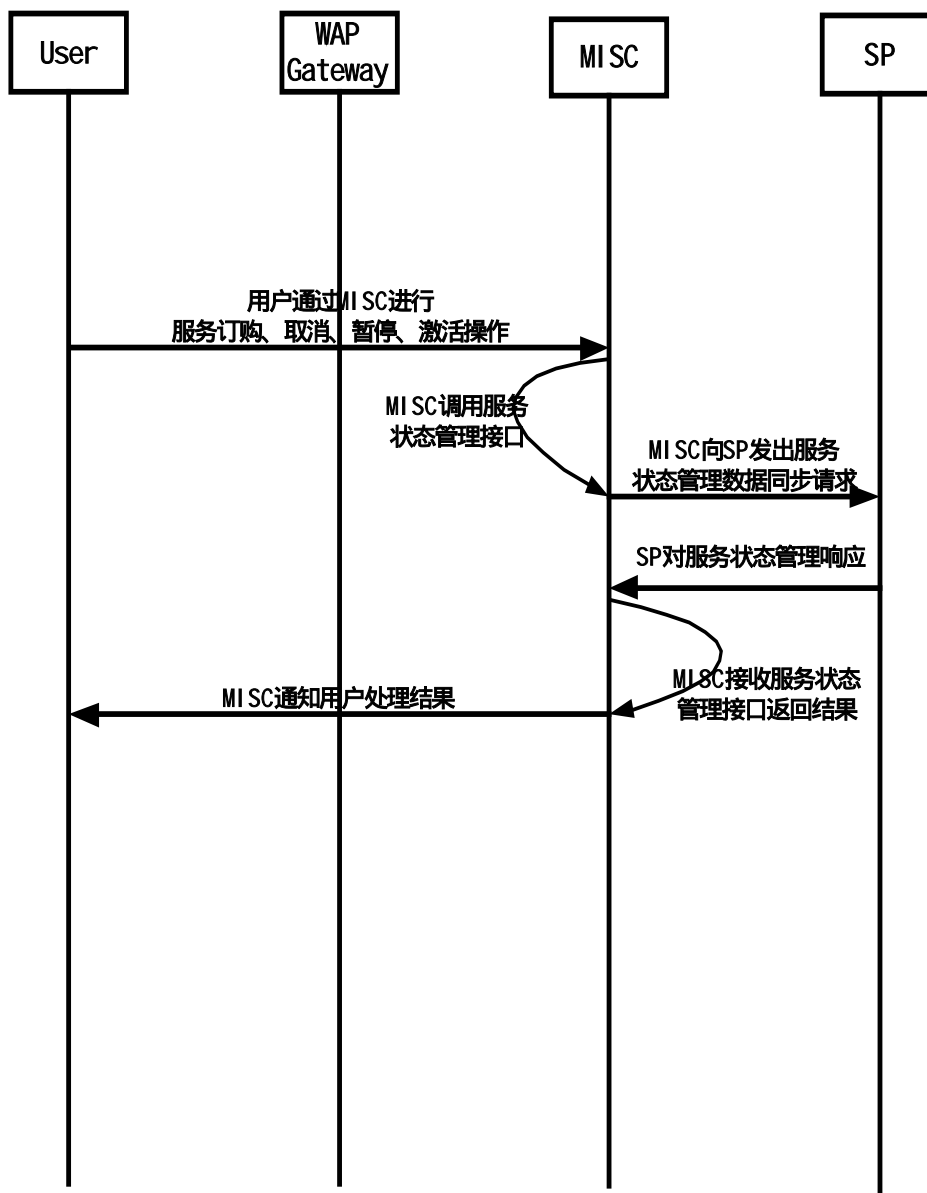 User
WAP
Gateway
MISC
SP
用户通过MISC进行
服务订购、取消、暂停、激活操作
MISC调用服务
状态管理接口
MISC向SP发出服务
状态管理数据同步请求
SP对服务状态管理响应
MISC接收服务状态
管理接口返回结果
MISC通知用户处理结果